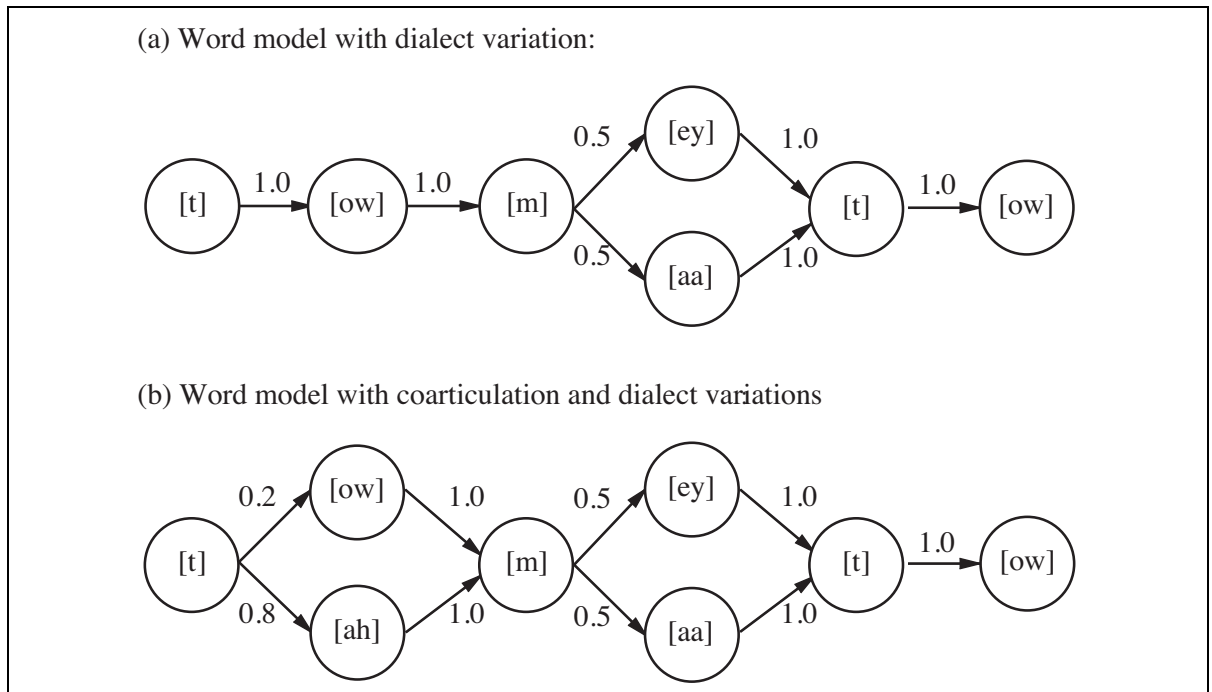 (a) Word model with dialect variation:
[ey]
0.5 1.0
1.0 1.0 1.0
[t] [ow] [m] [t] [ow]
0.5 1.0
[aa]
(b) Word model with coarticulation and dialect variations
[ow] [ey]
0.2 1.0 0.5 1.0
1.0
[t] [m] [t] [ow]
0.8 1.0 0.5 1.0
[ah] [aa]